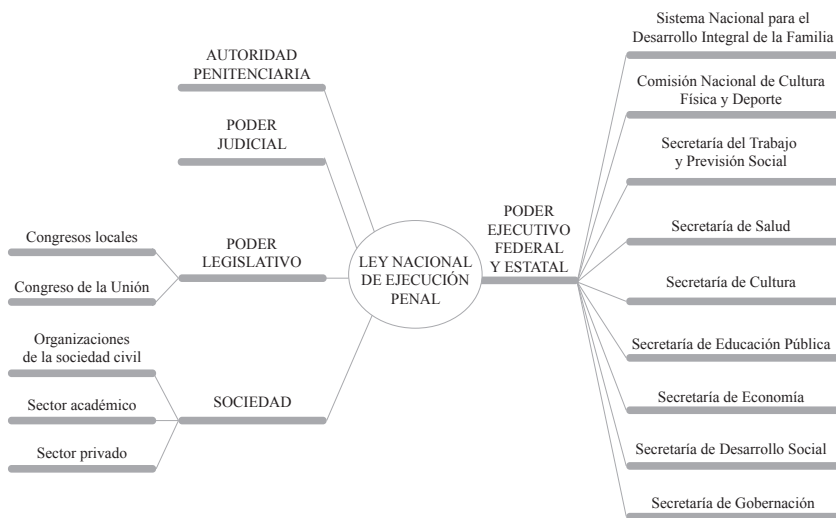 AUTORIDAD
PENITENCIARIA
PODER
JUDICIAL
PODER
LEGISLATIVO
Congresos locales
Congreso de la Unión
SOCIEDAD
Organizaciones
de la sociedad civil
Sector académico
Sector privado
LEY NACIONAL
DE EJECUCIÓN
PENAL
PODER
EJECUTIVO
FEDERAL
Y ESTATAL
Sistema Nacional para el
Desarrollo Integral de la Familia
Comisión Nacional de Cultura
Física y Deporte
Secretaría del Trabajo
y Previsión Social
Secretaría de Salud
Secretaría de Cultura
Secretaría de Educación Pública
Secretaría de Economía
Secretaría de Desarrollo Social
Secretaría de Gobernación